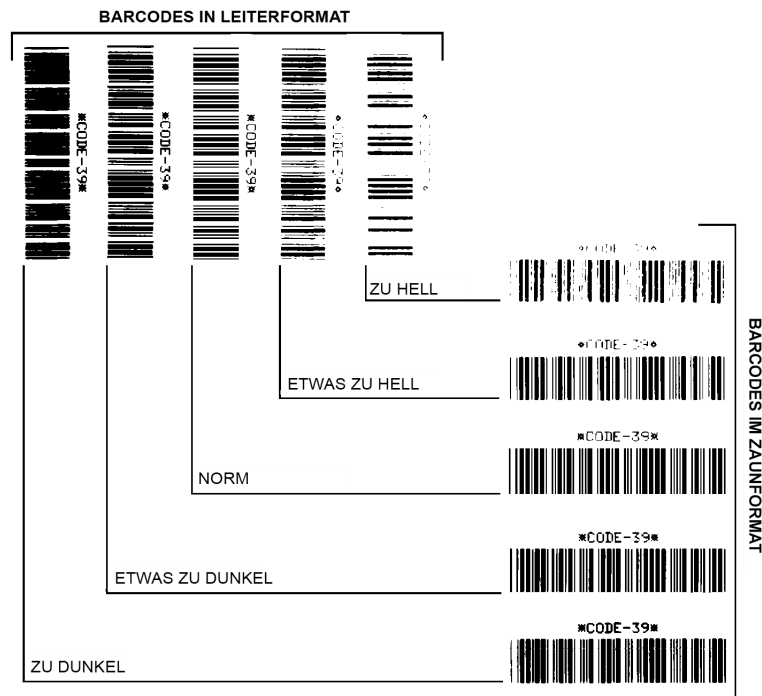 BARCODES IN LEITERFORMAT
*CODE-39*
*CODE-39*
*CODE-39*
ZU HELL
ETWAS ZU HELL
NORM
*CODE-39*
ETWAS ZU DUNKEL
*CODE-39*
ZU DUNKEL
*CODE-39*
BARCODES IM ZAUNFORMAT